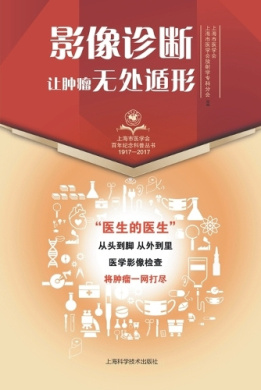 影像诊断
让肿瘤无处遁形
上海市医学会
上海市医学会放射学专科分会
上海市医学会
百年纪念科普丛书
1917—2017
“医生的医生”
从头到脚 从外到里
医学影像检查
将肿瘤一网打尽
上海科学技术出版社